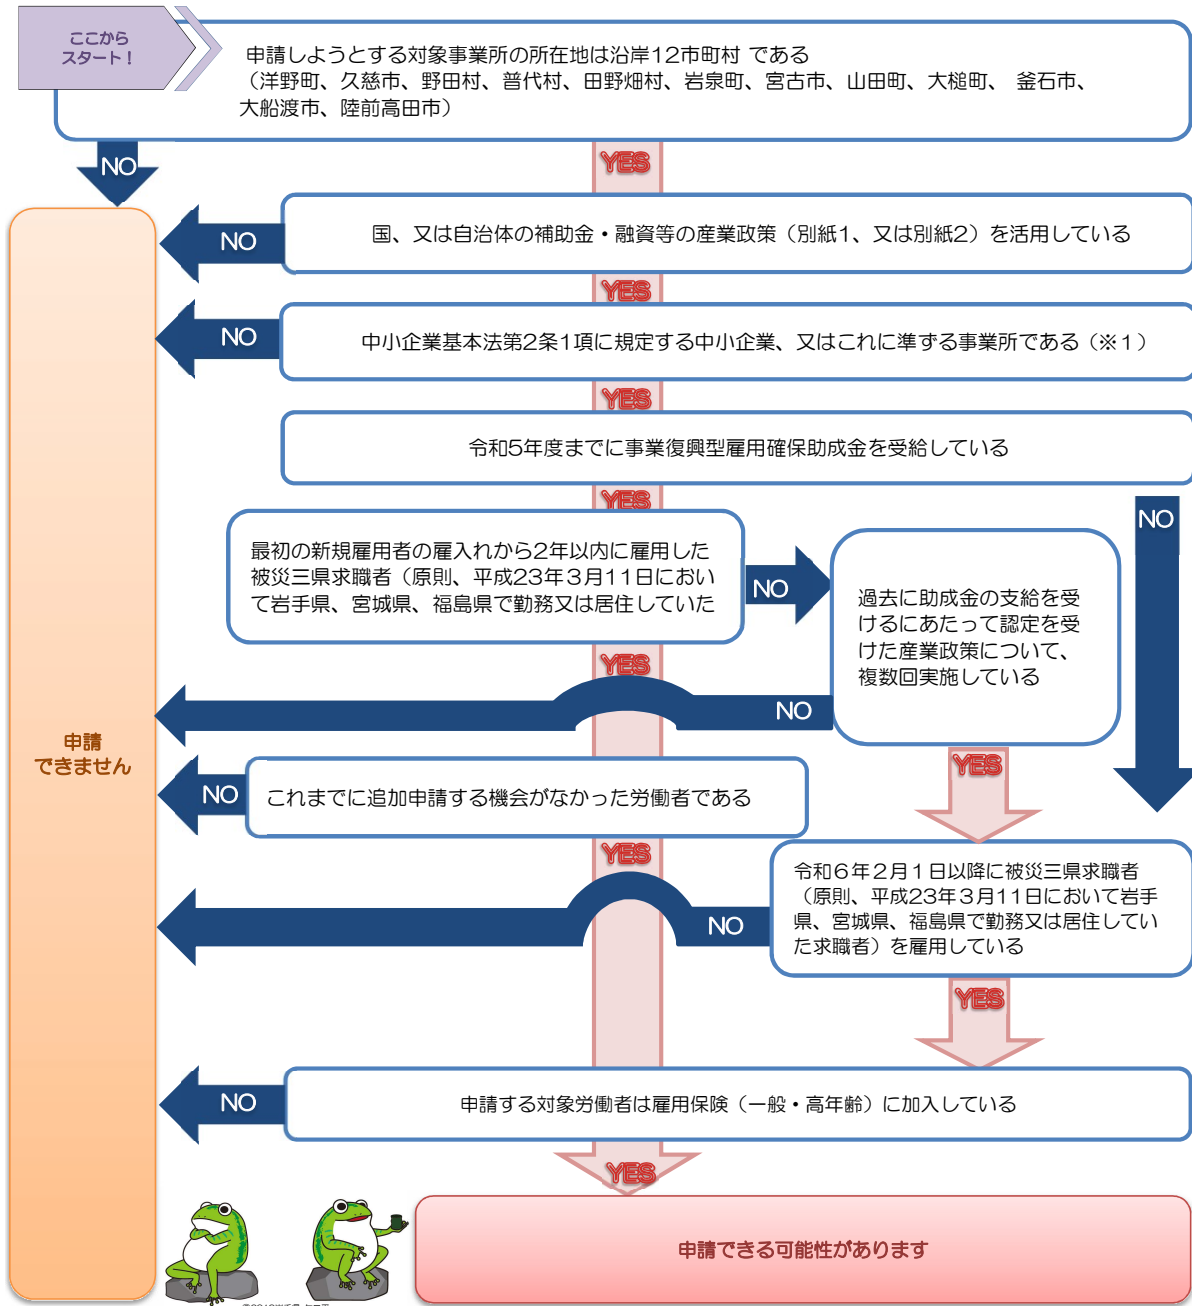 ここから
スタート！
申請しようとする対象事業所の所在地は沿岸12市町村 である
（洋野町、久慈市、野田村、普代村、田野畑村、岩泉町、宮古市、山田町、大槌町、 釜石市、
大船渡市、陸前高田市）
NO
YES
国、又は自治体の補助金・融資等の産業政策（別紙1、又は別紙2）を活用している
NO
YES
中小企業基本法第2条1項に規定する中小企業、又はこれに準ずる事業所である（※1）
NO
YES
令和5年度までに事業復興型雇用確保助成金を受給している
YES
NO
最初の新規雇用者の雇入れから2年以内に雇用した
被災三県求職者（原則、平成23年3月11日におい
て岩手県、宮城県、福島県で勤務又は居住していた
NO
過去に助成金の支給を受
けるにあたって認定を受
けた産業政策について、
複数回実施している
YES
NO
申請
できません
YES
これまでに追加申請する機会がなかった労働者である
NO
YES
令和6年2月1日以降に被災三県求職者
（原則、平成23年3月11日において岩手
県、宮城県、福島県で勤務又は居住してい
た求職者）を雇用している
NO
YES
申請する対象労働者は雇用保険（一般・高年齢）に加入している
NO
YES
申請できる可能性があります